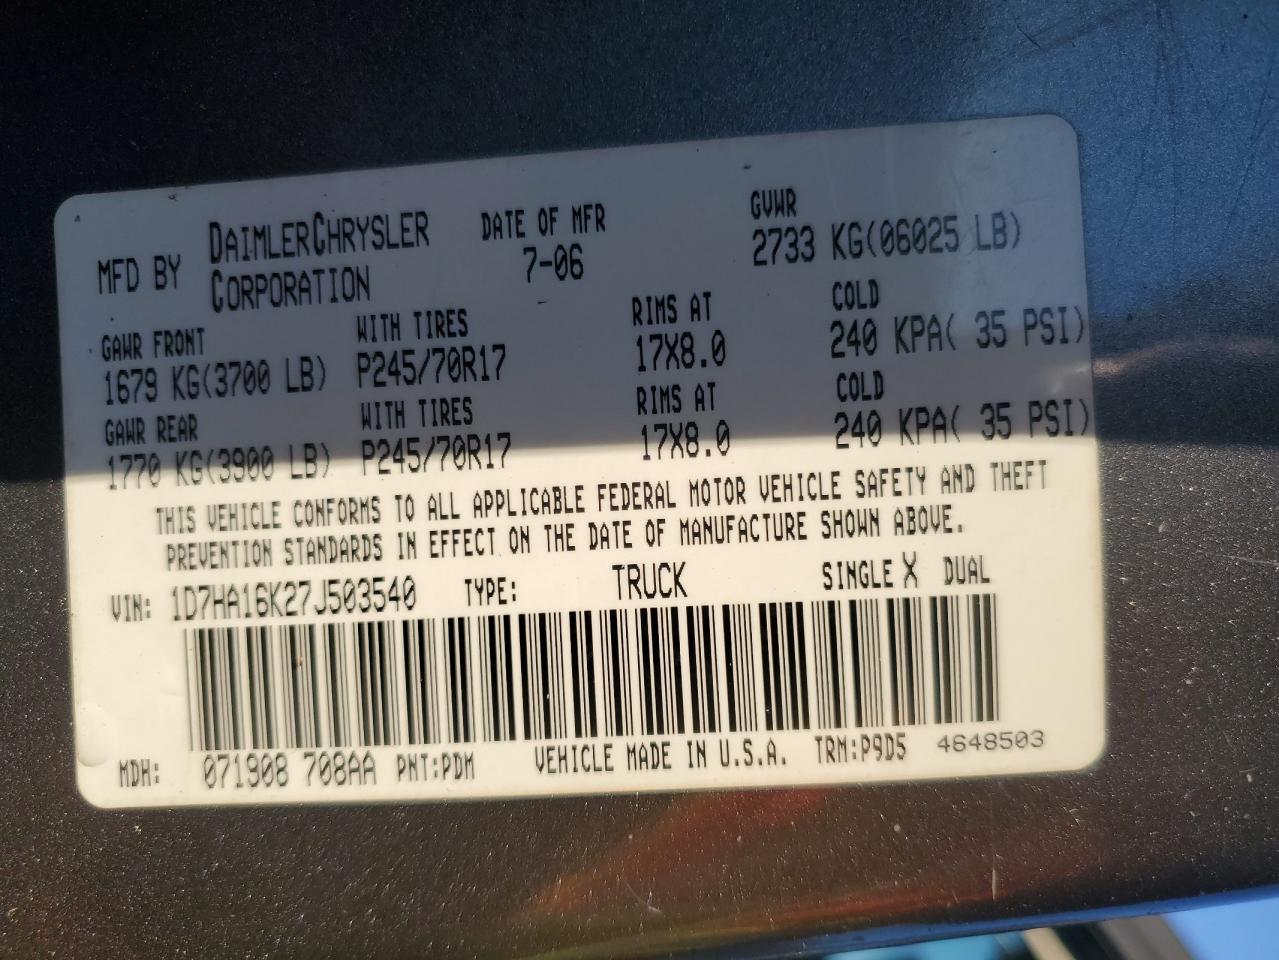 MFD BY DAIMLERCHRYSLER CORPORATION DATE OF MFR 7-06 GVWR 2733 KG(06025 LB)
GAWR FRONT WITH TIRES RIMS AT COLD
1679 KG(3700 LB) P245/70R17 17X8.0 240 KPA( 35 PSI)
GAWR REAR WITH TIRES RIMS AT COLD
1770 KG(3900 LB) P245/70R17 17X8.0 240 KPA( 35 PSI)
THIS VEHICLE CONFORMS TO ALL APPLICABLE FEDERAL MOTOR VEHICLE SAFETY AND THEFT
PREVENTION STANDARDS IN EFFECT ON THE DATE OF MANUFACTURE SHOWN ABOVE.
VIN: 1D7HA16K27J503540 TYPE: TRUCK SINGLE X DUAL
MDH: 071908 708AA PNT:PDM VEHICLE MADE IN U.S.A. TRM:P9D5 4648503